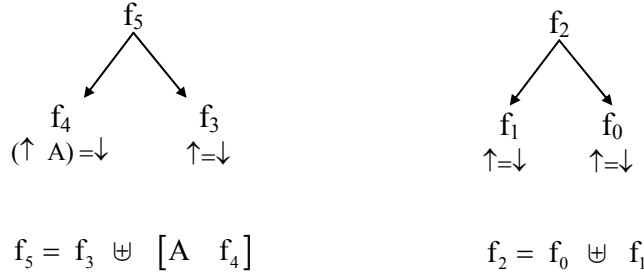 f₅ f₂
f₄ f₃ f₁ f₀
(↑ A) =↓ ↑=↓ ↑=↓ ↑=↓
f₅ = f₃ ⊎ [A f₄] f₂ = f₀ ⊎ f₁